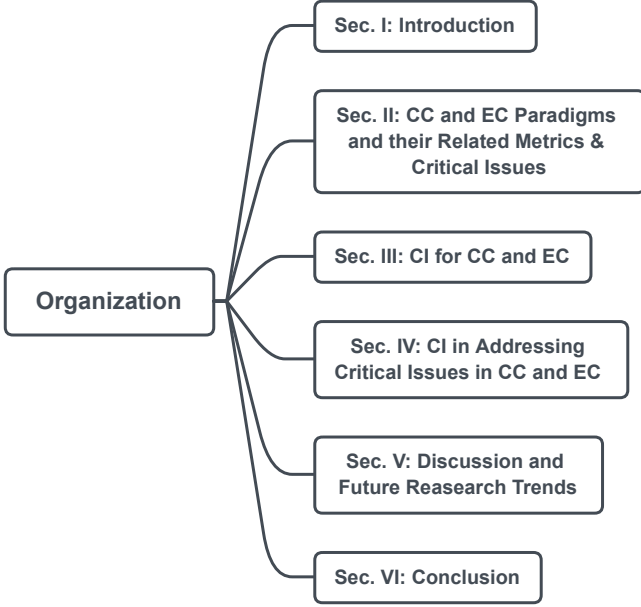 Sec. I: Introduction
Sec. II: CC and EC Paradigms
and their Related Metrics &
Critical Issues
Sec. III: CI for CC and EC
Organization
Sec. IV: CI in Addressing
Critical Issues in CC and EC
Sec. V: Discussion and
Future Reasearch Trends
Sec. VI: Conclusion